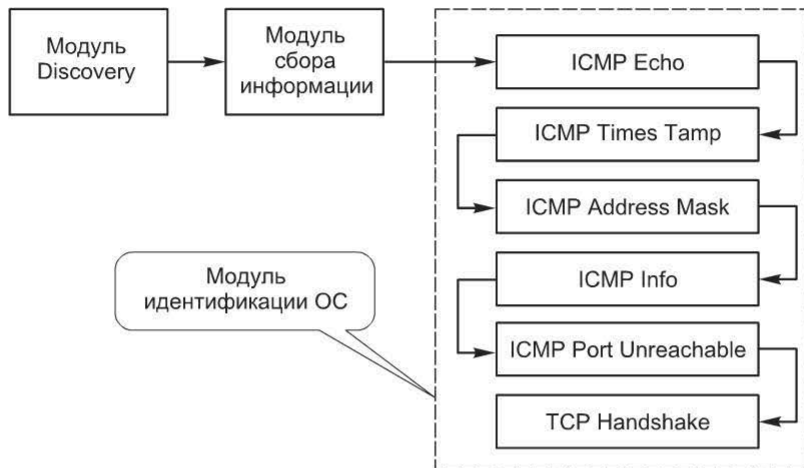 Модуль
Discovery
Модуль
сбора
информации
ICMP Echo
ICMP Times Tamp
ICMP Address Mask
ICMP Info
ICMP Port Unreachable
TCP Handshake
Модуль
идентификации ОС